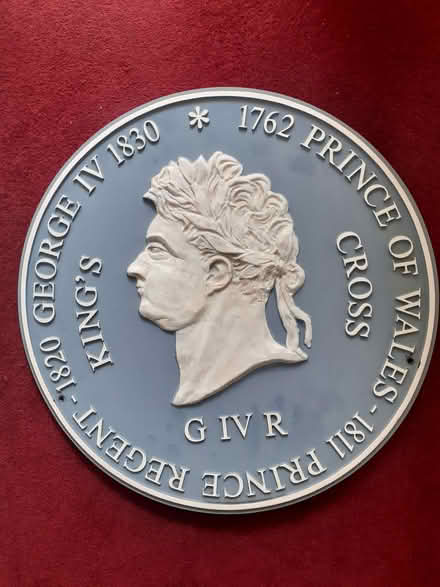 * 1762 PRINCE OF WALES - 1811 PRINCE REGENT - 1820 GEORGE IV 1830
KING'S
CROSS
G IV R